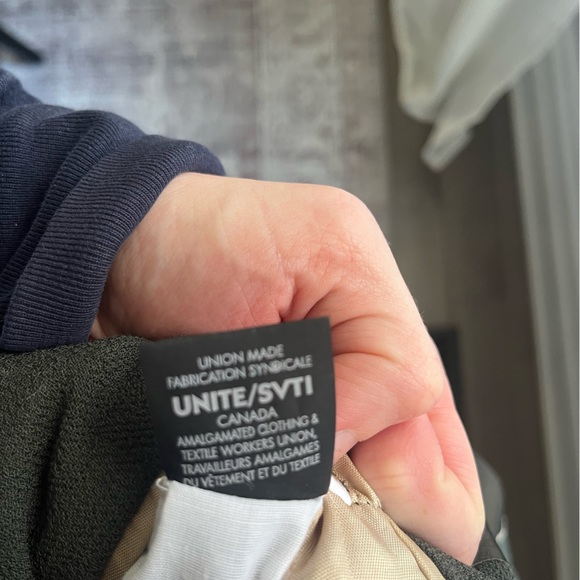 UNION MADE
FABRICATION SYNDICALE
UNITE/SVTI
CANADA
AMALGAMATED CLOTHING &
TEXTILE WORKERS UNION,
TRAVAILLEURS AMALGAMES
DU VÊTEMENT ET DU TEXTILE